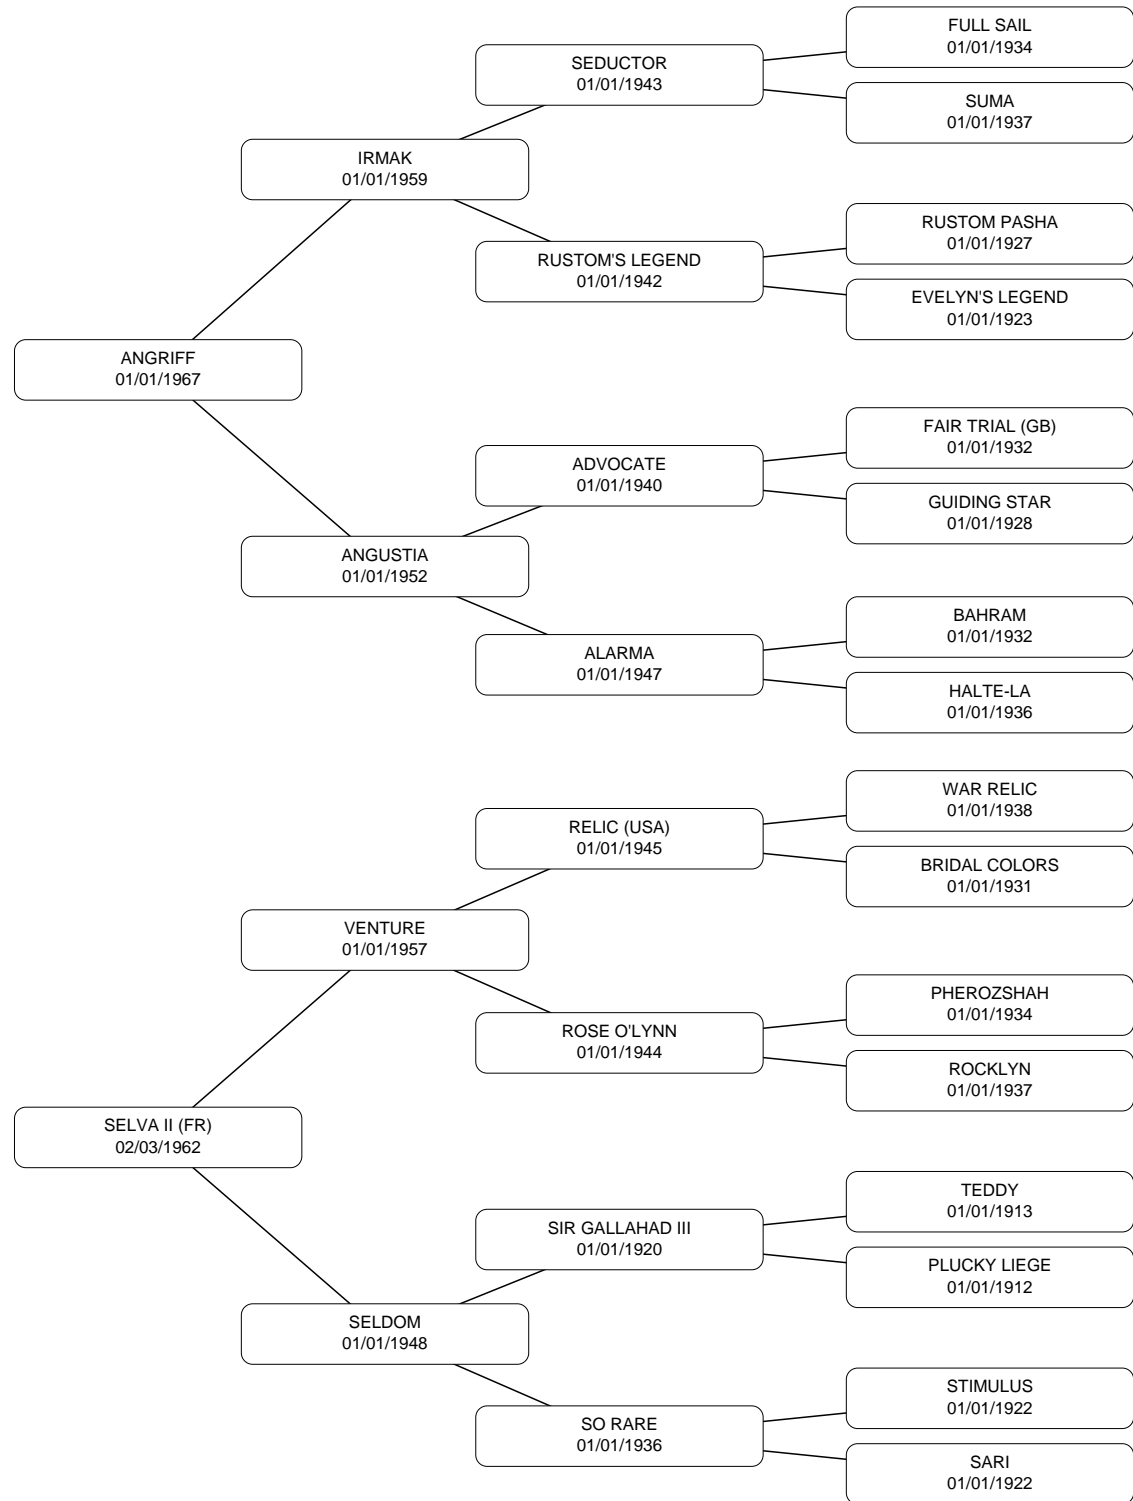 FULL SAIL
01/01/1934
SEDUCTOR
01/01/1943
SUMA
01/01/1937
IRMAK
01/01/1959
RUSTOM PASHA
01/01/1927
RUSTOM'S LEGEND
01/01/1942
EVELYN'S LEGEND
01/01/1923
ANGRIFF
01/01/1967
FAIR TRIAL (GB)
01/01/1932
ADVOCATE
01/01/1940
GUIDING STAR
01/01/1928
ANGUSTIA
01/01/1952
BAHRAM
01/01/1932
ALARMA
01/01/1947
HALTE-LA
01/01/1936
WAR RELIC
01/01/1938
RELIC (USA)
01/01/1945
BRIDAL COLORS
01/01/1931
VENTURE
01/01/1957
PHEROZSHAH
01/01/1934
ROSE O'LYNN
01/01/1944
ROCKLYN
01/01/1937
SELVA II (FR)
02/03/1962
TEDDY
01/01/1913
SIR GALLAHAD III
01/01/1920
PLUCKY LIEGE
01/01/1912
SELDOM
01/01/1948
STIMULUS
01/01/1922
SO RARE
01/01/1936
SARI
01/01/1922